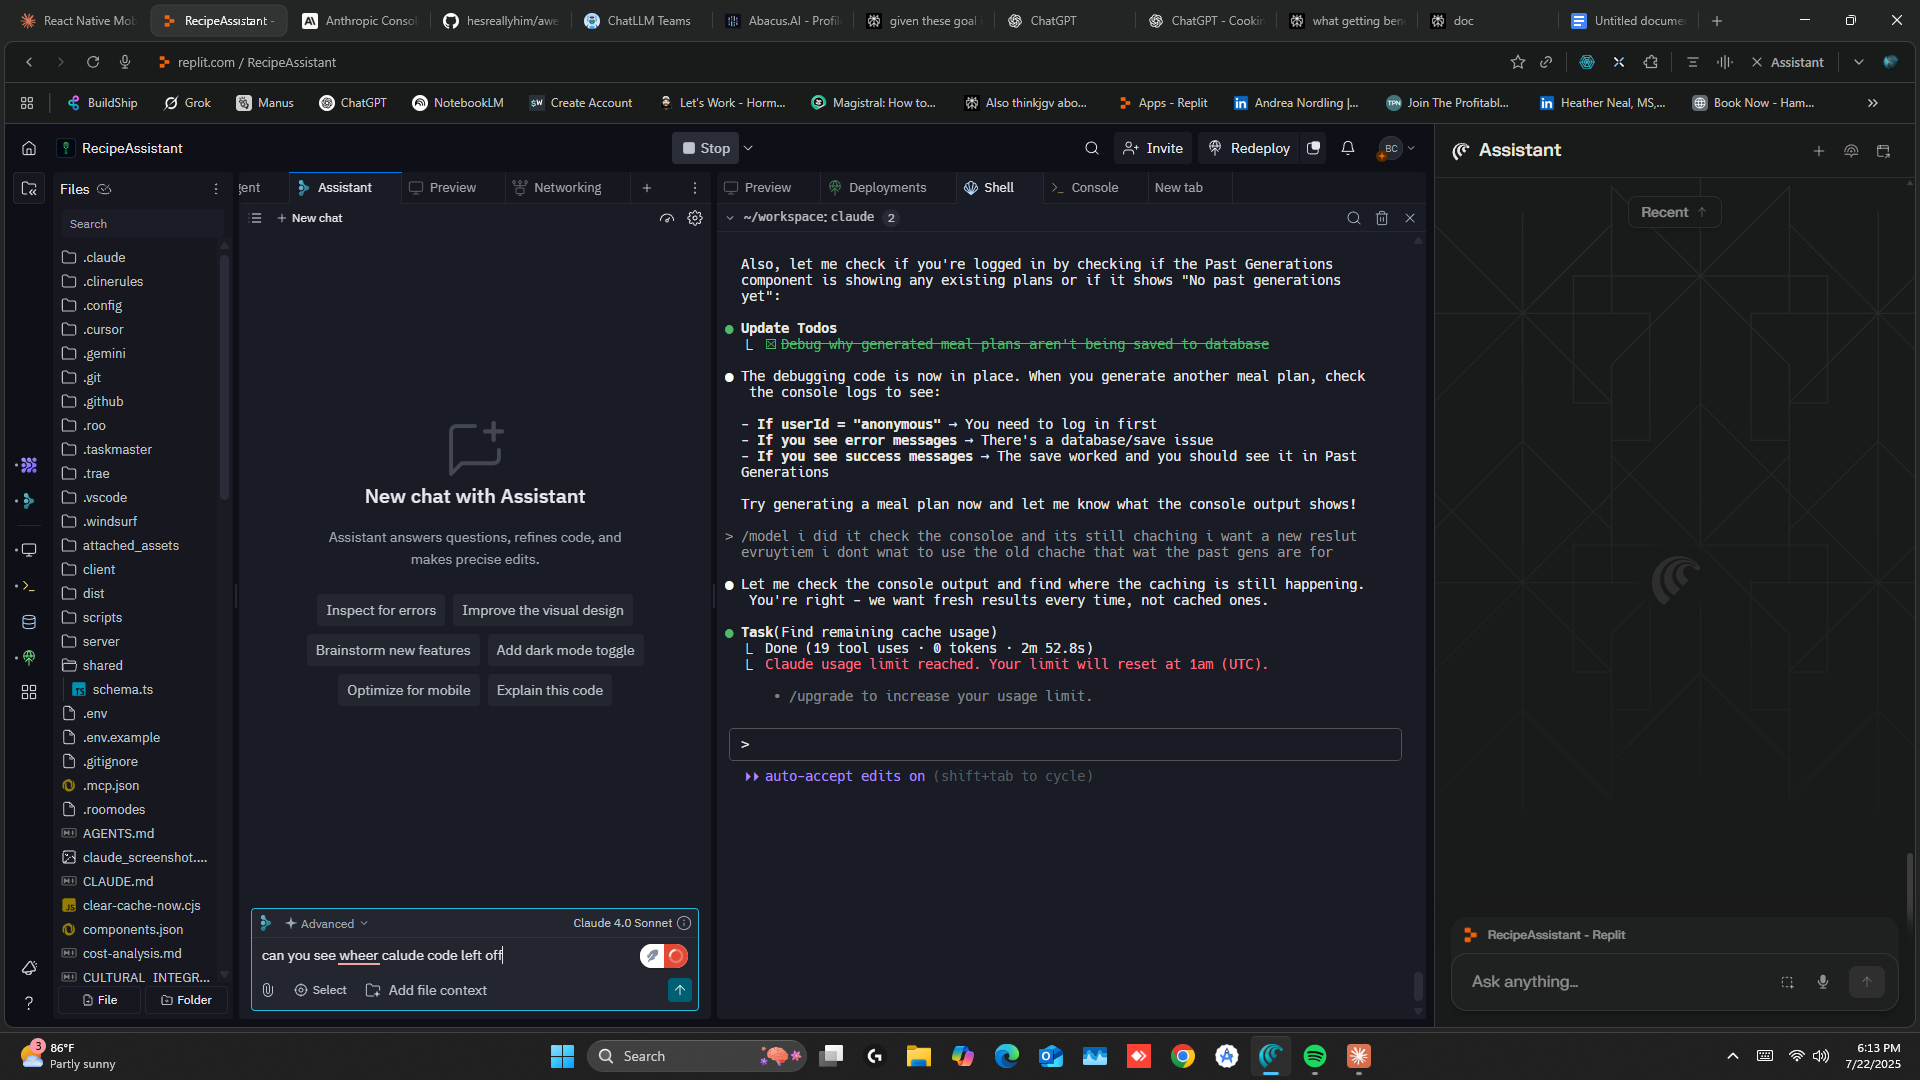 React Native Mob
RecipeAssistant -
Anthropic Conso
hesreallyhim/awe
ChatLLM Teams
Abacus.AI - Profil
given these goal
ChatGPT
ChatGPT - Cookin
what getting ben
doc
Untitled docume
replit.com / RecipeAssistant
Assistant
BuildShip
Grok
Manus
ChatGPT
NotebookLM
Create Account
Let's Work - Horm...
Magistral: How to...
Also thinkjgv abo...
Apps - Replit
Andrea Nordling |...
Join The Profitabl...
Heather Neal, MS,...
Book Now - Ham...
RecipeAssistant
Stop
Invite
Redeploy
BC
Assistant
Files
gent
Assistant
Preview
Networking
Preview
Deployments
Shell
Console
New tab
Search
New chat
~/workspace: claude 2
Recent ↑
.claude
.clinerules
.config
.cursor
.gemini
.git
.github
.roo
.taskmaster
.trae
.vscode
.windsurf
attached_assets
client
dist
scripts
server
shared
schema.ts
.env
.env.example
.gitignore
.mcp.json
.roomodes
AGENTS.md
claude_screenshot....
CLAUDE.md
clear-cache-now.cjs
components.json
cost-analysis.md
CULTURAL_INTEGR...
File
Folder
New chat with Assistant
Assistant answers questions, refines code, and
makes precise edits.
Inspect for errors
Improve the visual design
Brainstorm new features
Add dark mode toggle
Optimize for mobile
Explain this code
Advanced
Claude 4.0 Sonnet
can you see wheer calude code left off
Select
Add file context
Also, let me check if you're logged in by checking if the Past Generations
component is showing any existing plans or if it shows "No past generations
yet":
Update Todos
Debug why generated meal plans aren't being saved to database
The debugging code is now in place. When you generate another meal plan, check
the console logs to see:
- If userId = "anonymous" → You need to log in first
- If you see error messages → There's a database/save issue
- If you see success messages → The save worked and you should see it in Past
Generations
Try generating a meal plan now and let me know what the console output shows!
> /model i did it check the consoloe and its still chaching i want a new reslut
evruytiem i dont wnat to use the old chache that wat the past gens are for
Let me check the console output and find where the caching is still happening.
You're right - we want fresh results every time, not cached ones.
Task(Find remaining cache usage)
Done (19 tool uses · 0 tokens · 2m 52.8s)
Claude usage limit reached. Your limit will reset at 1am (UTC).
• /upgrade to increase your usage limit.
>
auto-accept edits on (shift+tab to cycle)
RecipeAssistant - Replit
Ask anything...
3
86°F
Partly sunny
Search
6:13 PM
7/22/2025